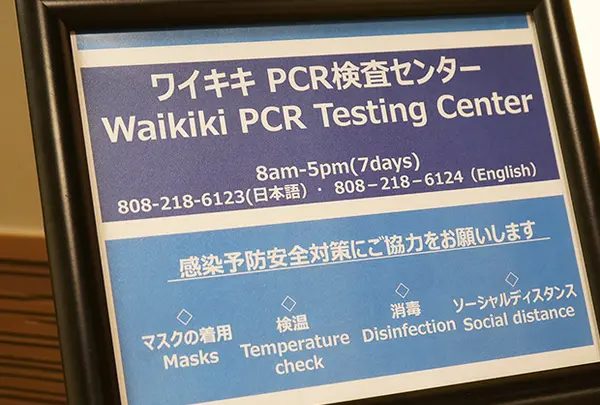 ワイキキ PCR検査センター
Waikiki PCR Testing Center
8am-5pm(7days)
808-218-6123(日本語)・ 808-218-6124 (English)
感染予防安全対策にご協力をお願いします
◇ ◇ ◇ ◇
マスクの着用 検温 消毒 ソーシャルディスタンス
Masks Temperature Disinfection Social distance
check